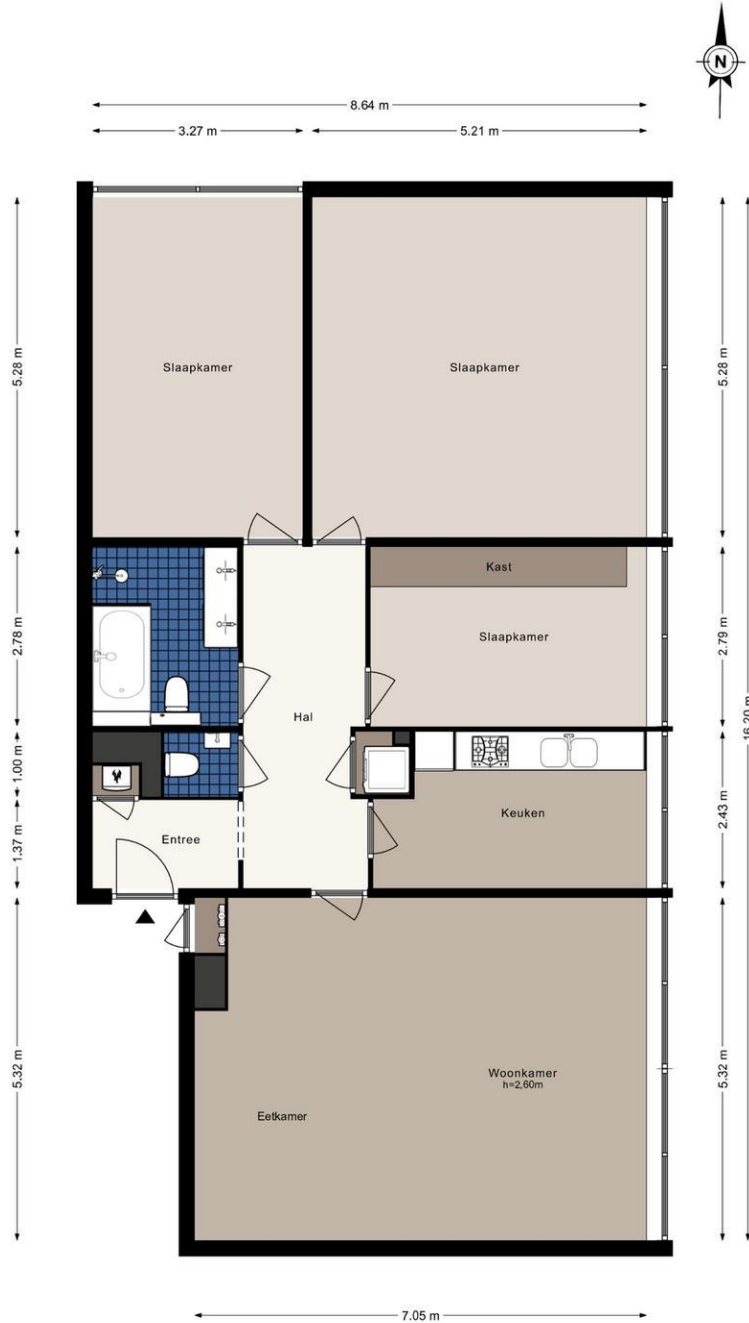 N
8.64 m
3.27 m
5.21 m
5.28 m
5.28 m
Slaapkamer
Slaapkamer
Kast
2.78 m
2.79 m
Slaapkamer
Hal
16.20 m
1.00 m
2.43 m
Keuken
1.37 m
Entree
5.32 m
5.32 m
Woonkamer
h=2,60m
Eetkamer
7.05 m